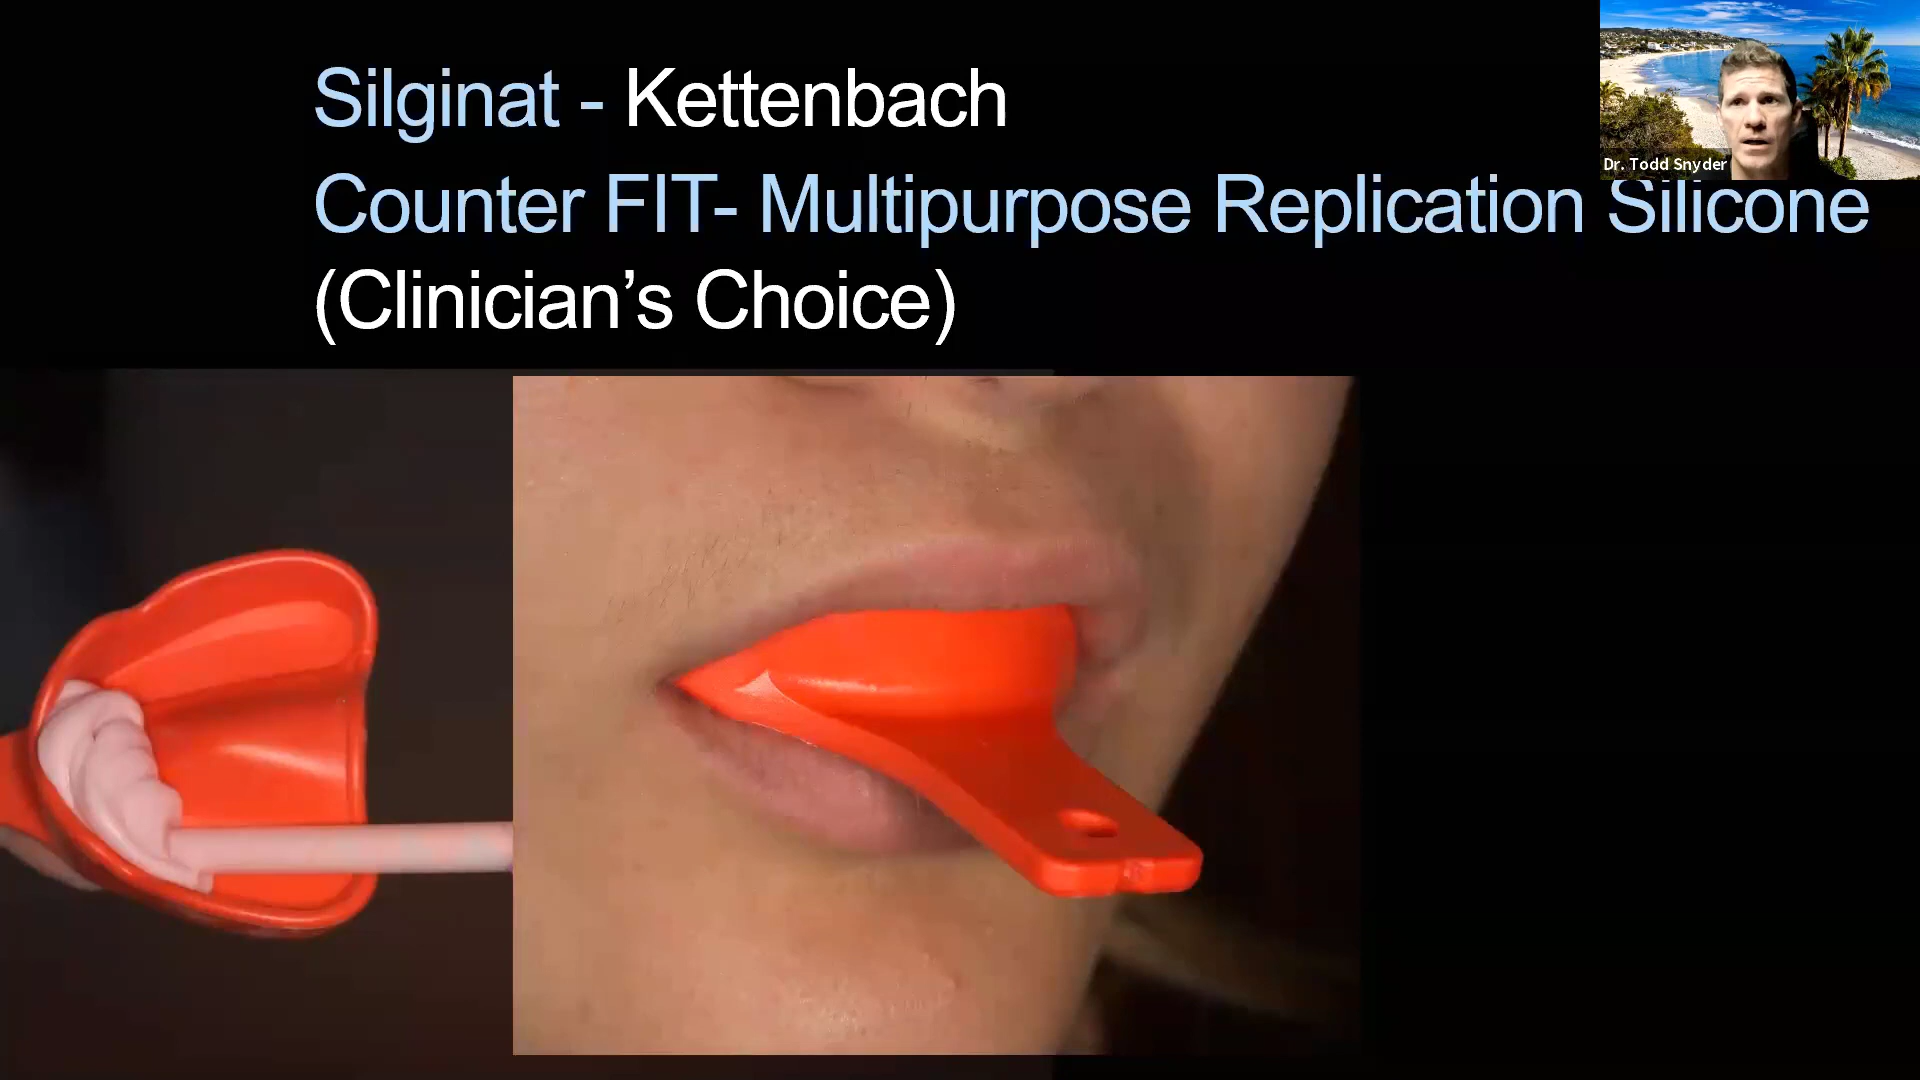 Silginat - Kettenbach
Counter FIT- Multipurpose Replication Silicone
(Clinician’s Choice)
Dr. Todd Snyder